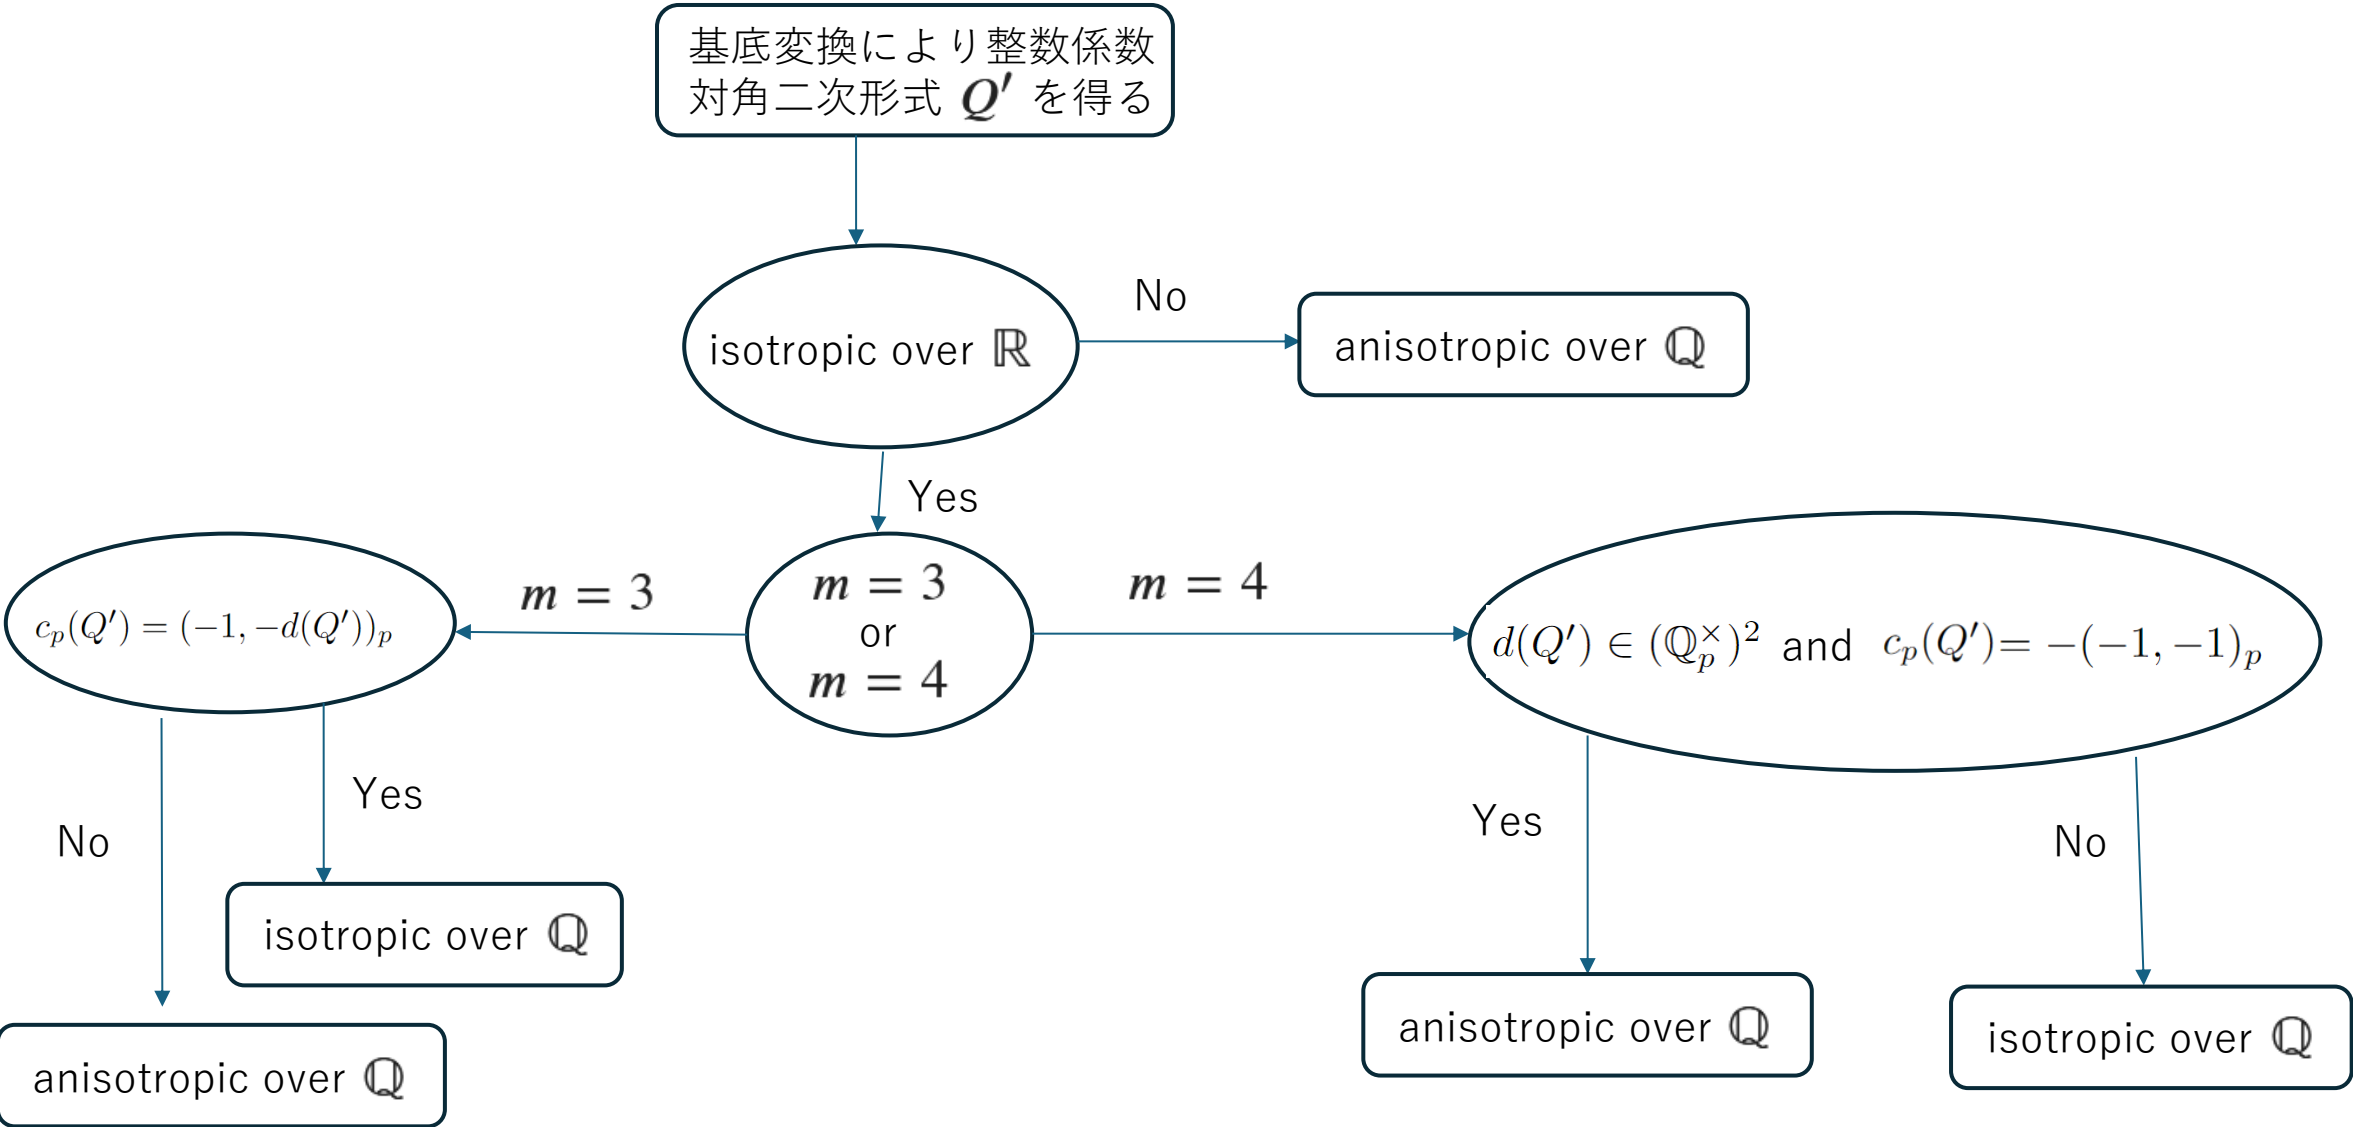 基底変換により整数係数
対角二次形式 Q′ を得る
isotropic over ℝ
No
anisotropic over ℚ
Yes
m = 3
or
m = 4
m = 3
m = 4
c_p(Q′) = (−1, −d(Q′))_p
d(Q′) ∈ (ℚ_p^×)^2 and c_p(Q′)= −(−1, −1)_p
Yes
No
isotropic over ℚ
anisotropic over ℚ
Yes
No
anisotropic over ℚ
isotropic over ℚ